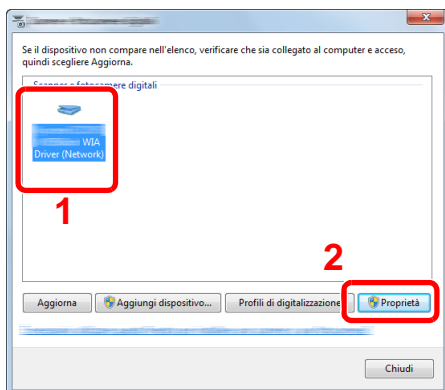 Se il dispositivo non compare nell'elenco, verificare che sia collegato al computer e acceso,
quindi scegliere Aggiorna.
Scanner e fotocamere digitali
WIA
Driver (Network)
1
2
Aggiorna
Aggiungi dispositivo...
Profili di digitalizzazione
Proprietà
Chiudi